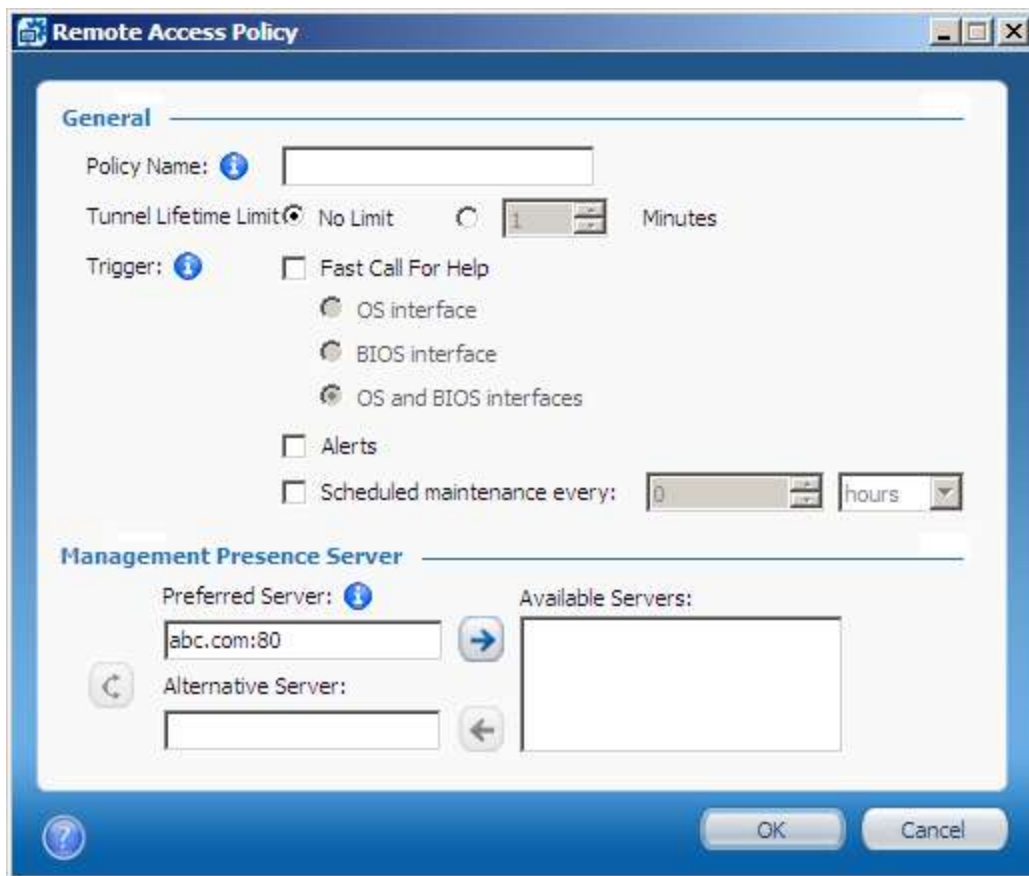 Remote Access Policy
General
Policy Name:
Tunnel Lifetime Limit No Limit 1 Minutes
Trigger: Fast Call For Help
OS interface
BIOS interface
OS and BIOS interfaces
Alerts
Scheduled maintenance every: 0 hours
Management Presence Server
Preferred Server: Available Servers:
abc.com:80
Alternative Server:
OK Cancel